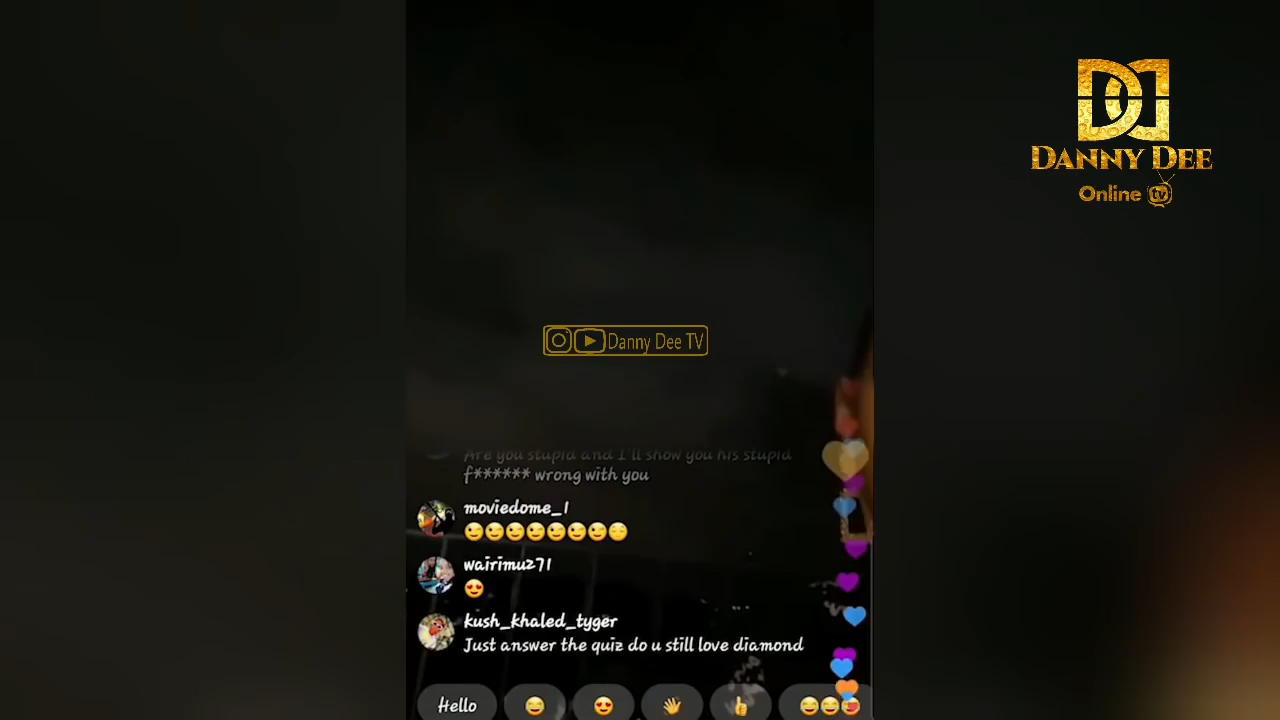 DANNY DEE
Online tv
Danny Dee TV
Are you stupid and I'll show you his stupid
f****** wrong with you
moviedome_1
😉😉😉😉😉😉😉😉
wairimu271
😍
kush_khaled_tyger
Just answer the quiz do u still love diamond
Hello 😂 😍 👋 👍 😂😂😂